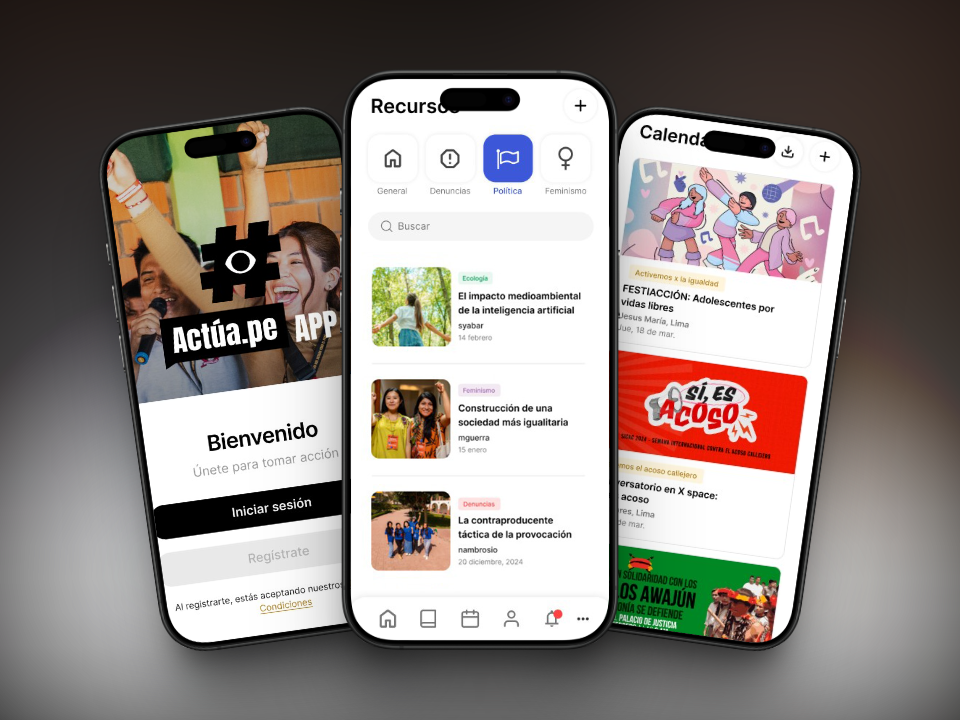 Actúa.pe APP
Bienvenido
Únete para tomar acción
Iniciar sesión
Registrate
Al registrarte, estás aceptando nuestros
Condiciones
Recursos
General
Denuncias
Política
Feminismo
Buscar
Ecología
El impacto medioambiental
de la inteligencia artificial
syabar
14 febrero
Feminismo
Construcción de una
sociedad más igualitaria
mguerra
15 enero
Denuncias
La contraproducente
táctica de la provocación
nambrosio
20 diciembre, 2024
Calenda
Activemos x la igualdad
FESTIACCIÓN: Adolescentes por
vidas libres
Jesus María, Lima
Jue, 18 de mar.
SÍ, ES
ACOSO
2024 - SEMANA INTERNACIONAL CONTRA EL ACOSO CALLEJERO
mos el acoso callejero
versatorio en X space:
acoso
res, Lima
de mar.
N SOLIDARIDAD CON LOS
LOS AWAJÚN
ONÍA SE DEFIENDE
PALACIO DE JUSTICIA